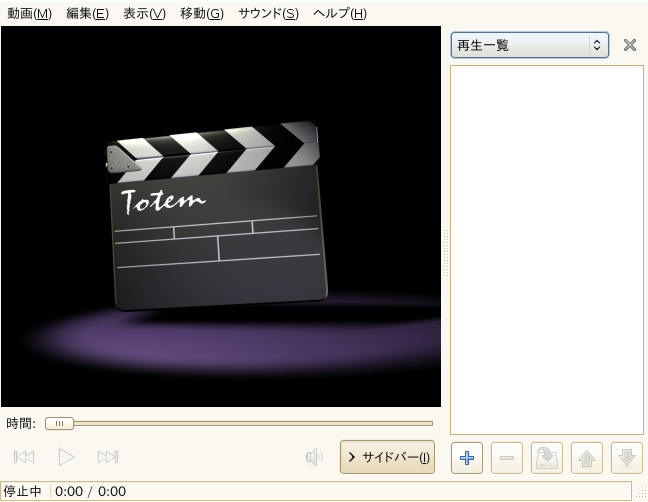 動画(M) 編集(E) 表示(V) 移動(G) サウンド(S) ヘルプ(H)
再生一覧
Totem
時間:
サイドバー(I)
停止中 0:00 / 0:00